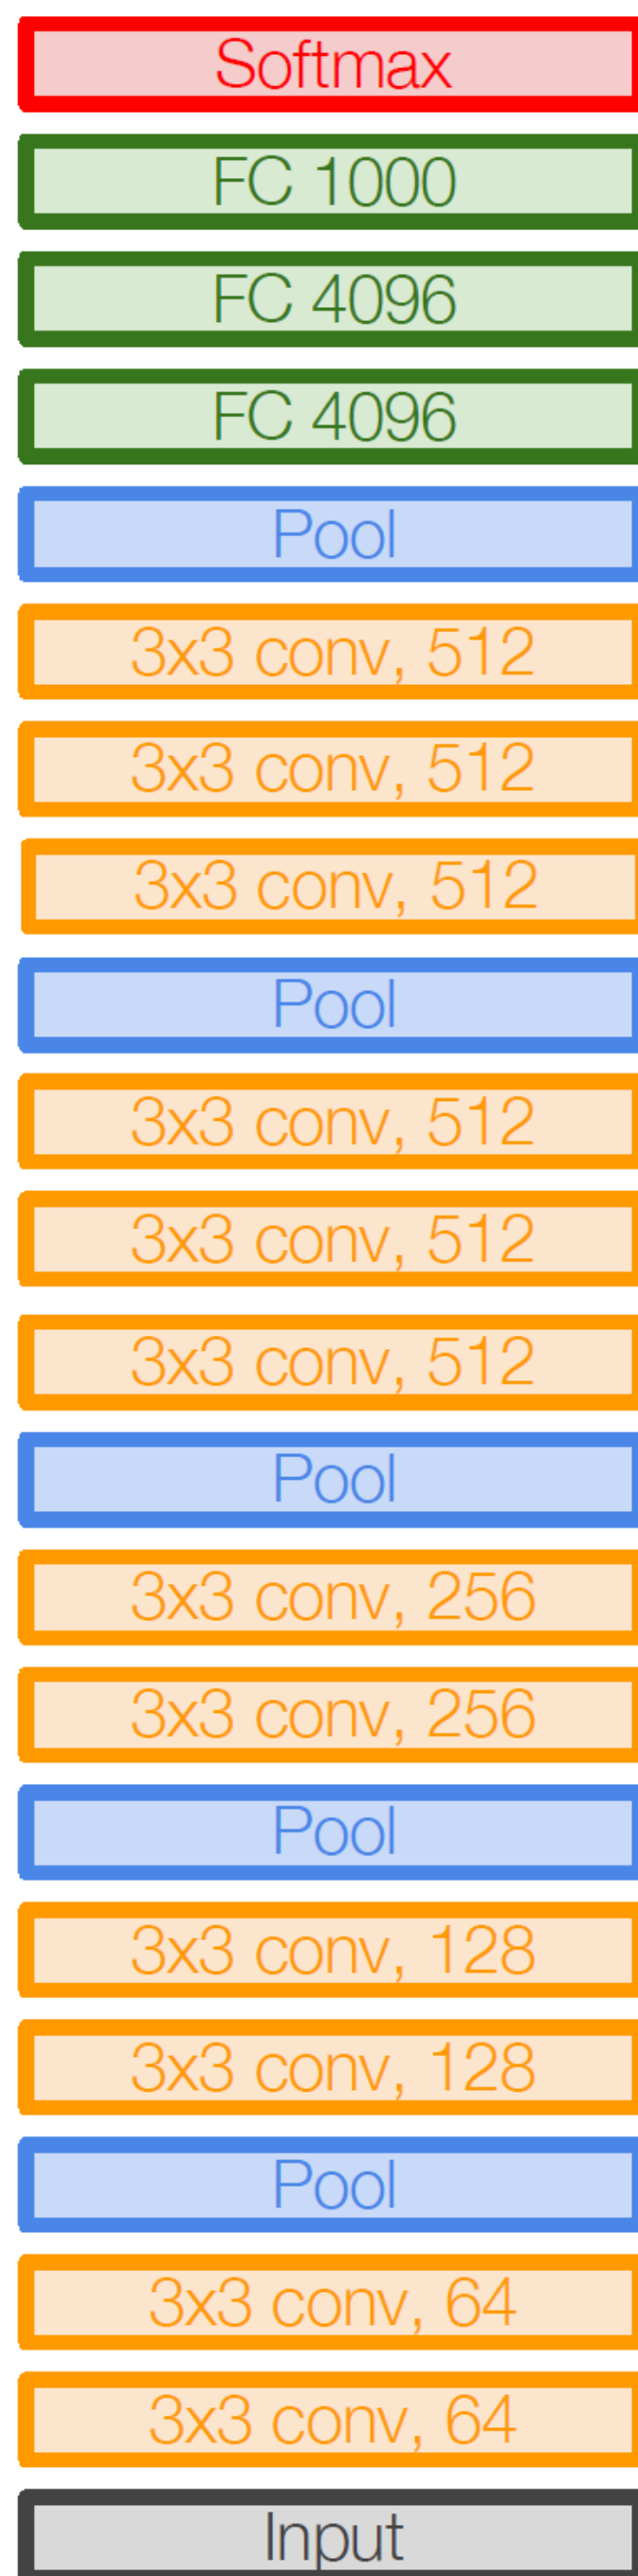 Softmax
FC 1000
FC 4096
FC 4096
Pool
3x3 conv, 512
3x3 conv, 512
3x3 conv, 512
Pool
3x3 conv, 512
3x3 conv, 512
3x3 conv, 512
Pool
3x3 conv, 256
3x3 conv, 256
Pool
3x3 conv, 128
3x3 conv, 128
Pool
3x3 conv, 64
3x3 conv, 64
Input